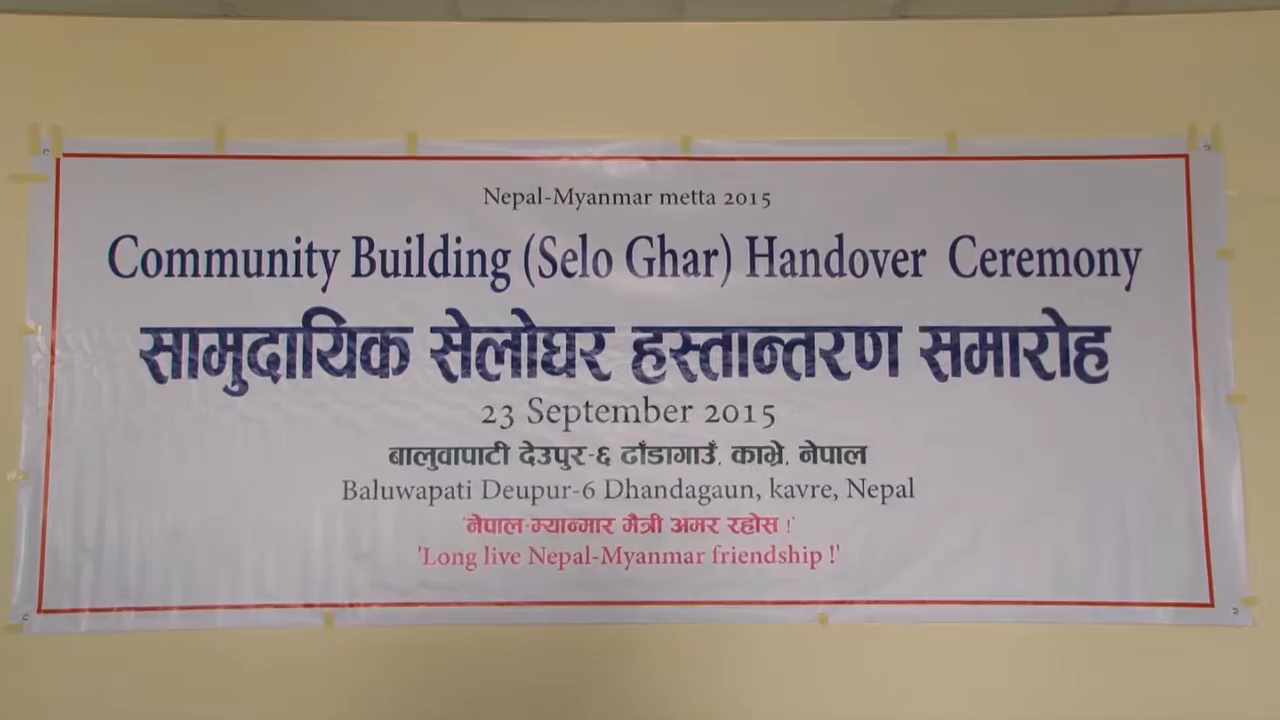 Nepal-Myanmar metta 2015
Community Building (Selo Ghar) Handover Ceremony
सामुदायिक सेलोघर हस्तान्तरण समारोह
23 September 2015
बालुवापाटी देउपुर-६ ढाँडागाउँ, काभ्रे, नेपाल
Baluwapati Deupur-6 Dhandagaun, kavre, Nepal
'नेपाल-म्यान्मार मैत्री अमर रहोस !'
'Long live Nepal-Myanmar friendship !'